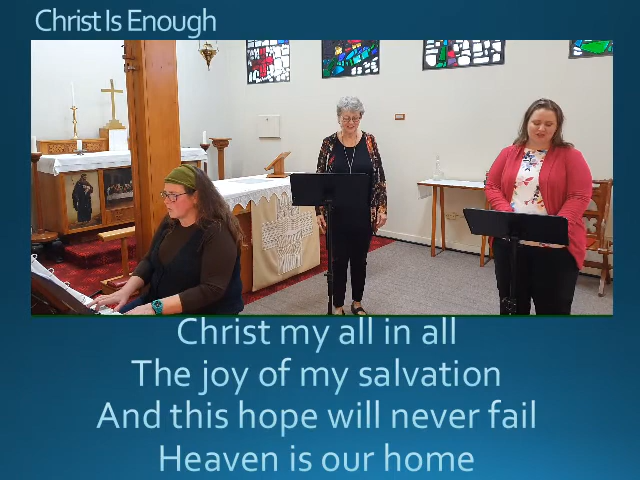 Christ Is Enough
Christ my all in all
The joy of my salvation
And this hope will never fail
Heaven is our home